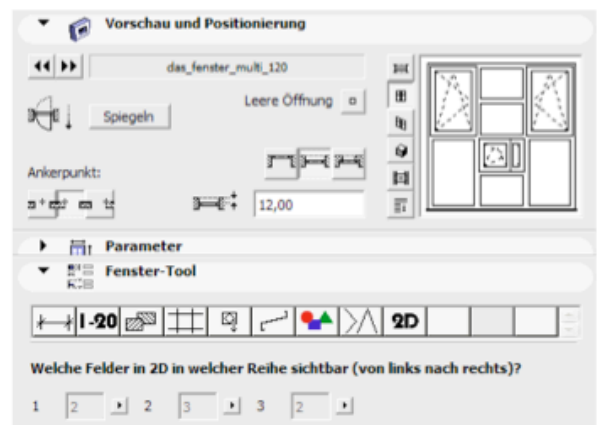 Vorschau und Positionierung
das_fenster_multi_120
Leere Öffnung
Spiegeln
Ankerpunkt:
12,00
Parameter
Fenster-Tool
1-20 2D
Welche Felder in 2D in welcher Reihe sichtbar (von links nach rechts)?
1 2 2 3 3 2